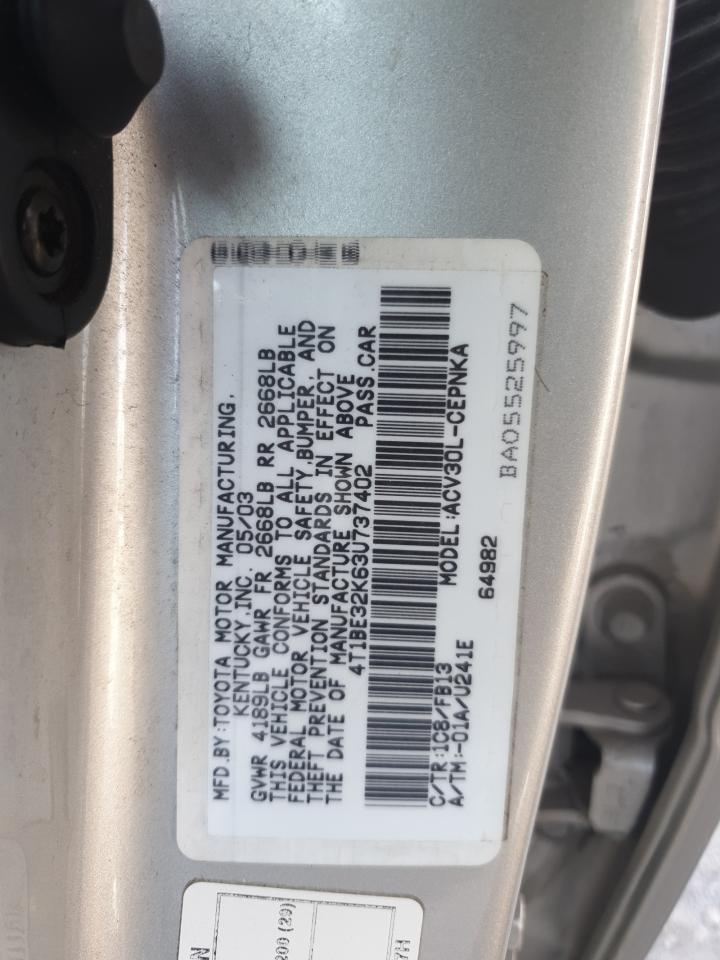 MFD.BY:TOYOTA MOTOR MANUFACTURING,
KENTUCKY,INC. 05/03
GVWR 4189LB GAWR FR 2668LB RR 2668LB
THIS VEHICLE CONFORMS TO ALL APPLICABLE
FEDERAL MOTOR VEHICLE SAFETY,BUMPER, AND
THEFT PREVENTION STANDARDS IN EFFECT ON
THE DATE OF MANUFACTURE SHOWN ABOVE
4T1BE32K63U737402 PASS.CAR
C/TR:1C8/FB13 MODEL:ACV30L-CEPNKA
A/TM:-01A/U241E
64982
BA05525997
200 (29)